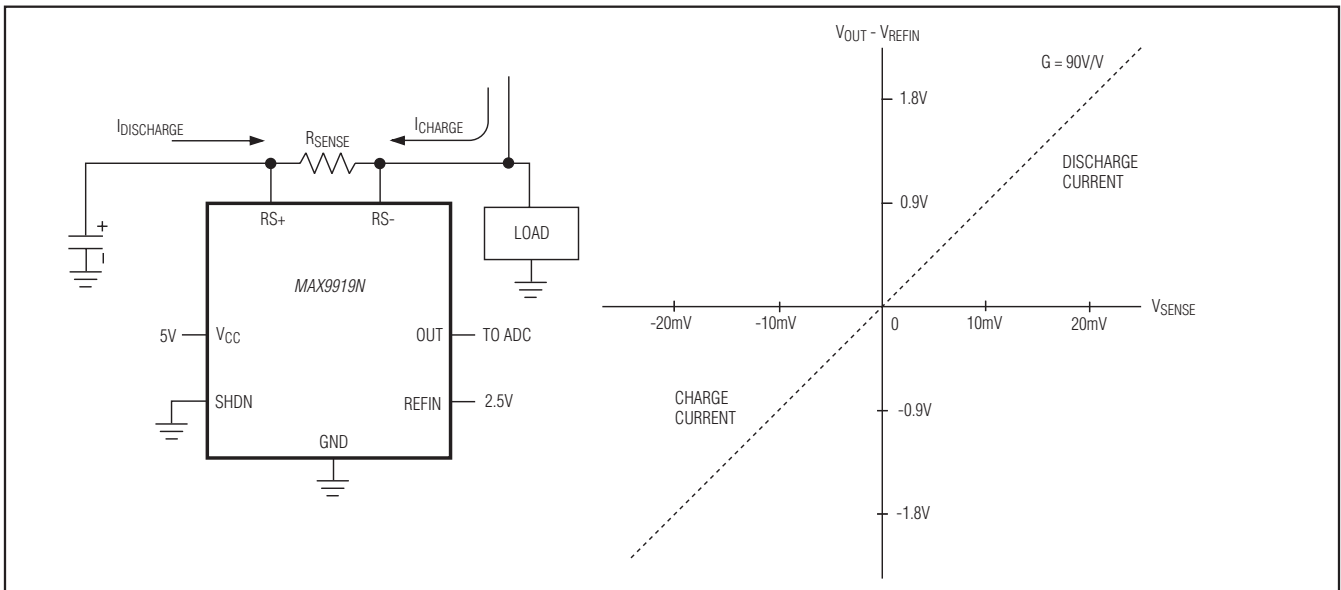 IDISCHARGE
RSENSE
ICHARGE
RS+
RS-
LOAD
MAX9919N
5V
VCC
OUT
TO ADC
SHDN
REFIN
2.5V
GND
+
VOUT - VREFIN
G = 90V/V
1.8V
DISCHARGE
CURRENT
0.9V
VSENSE
-20mV
-10mV
0
10mV
20mV
CHARGE
CURRENT
-0.9V
-1.8V